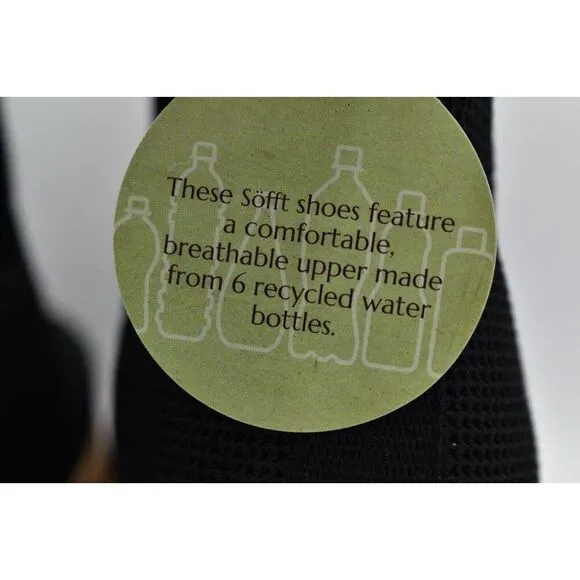 These Söfft shoes feature
a comfortable,
breathable upper made
from 6 recycled water
bottles.